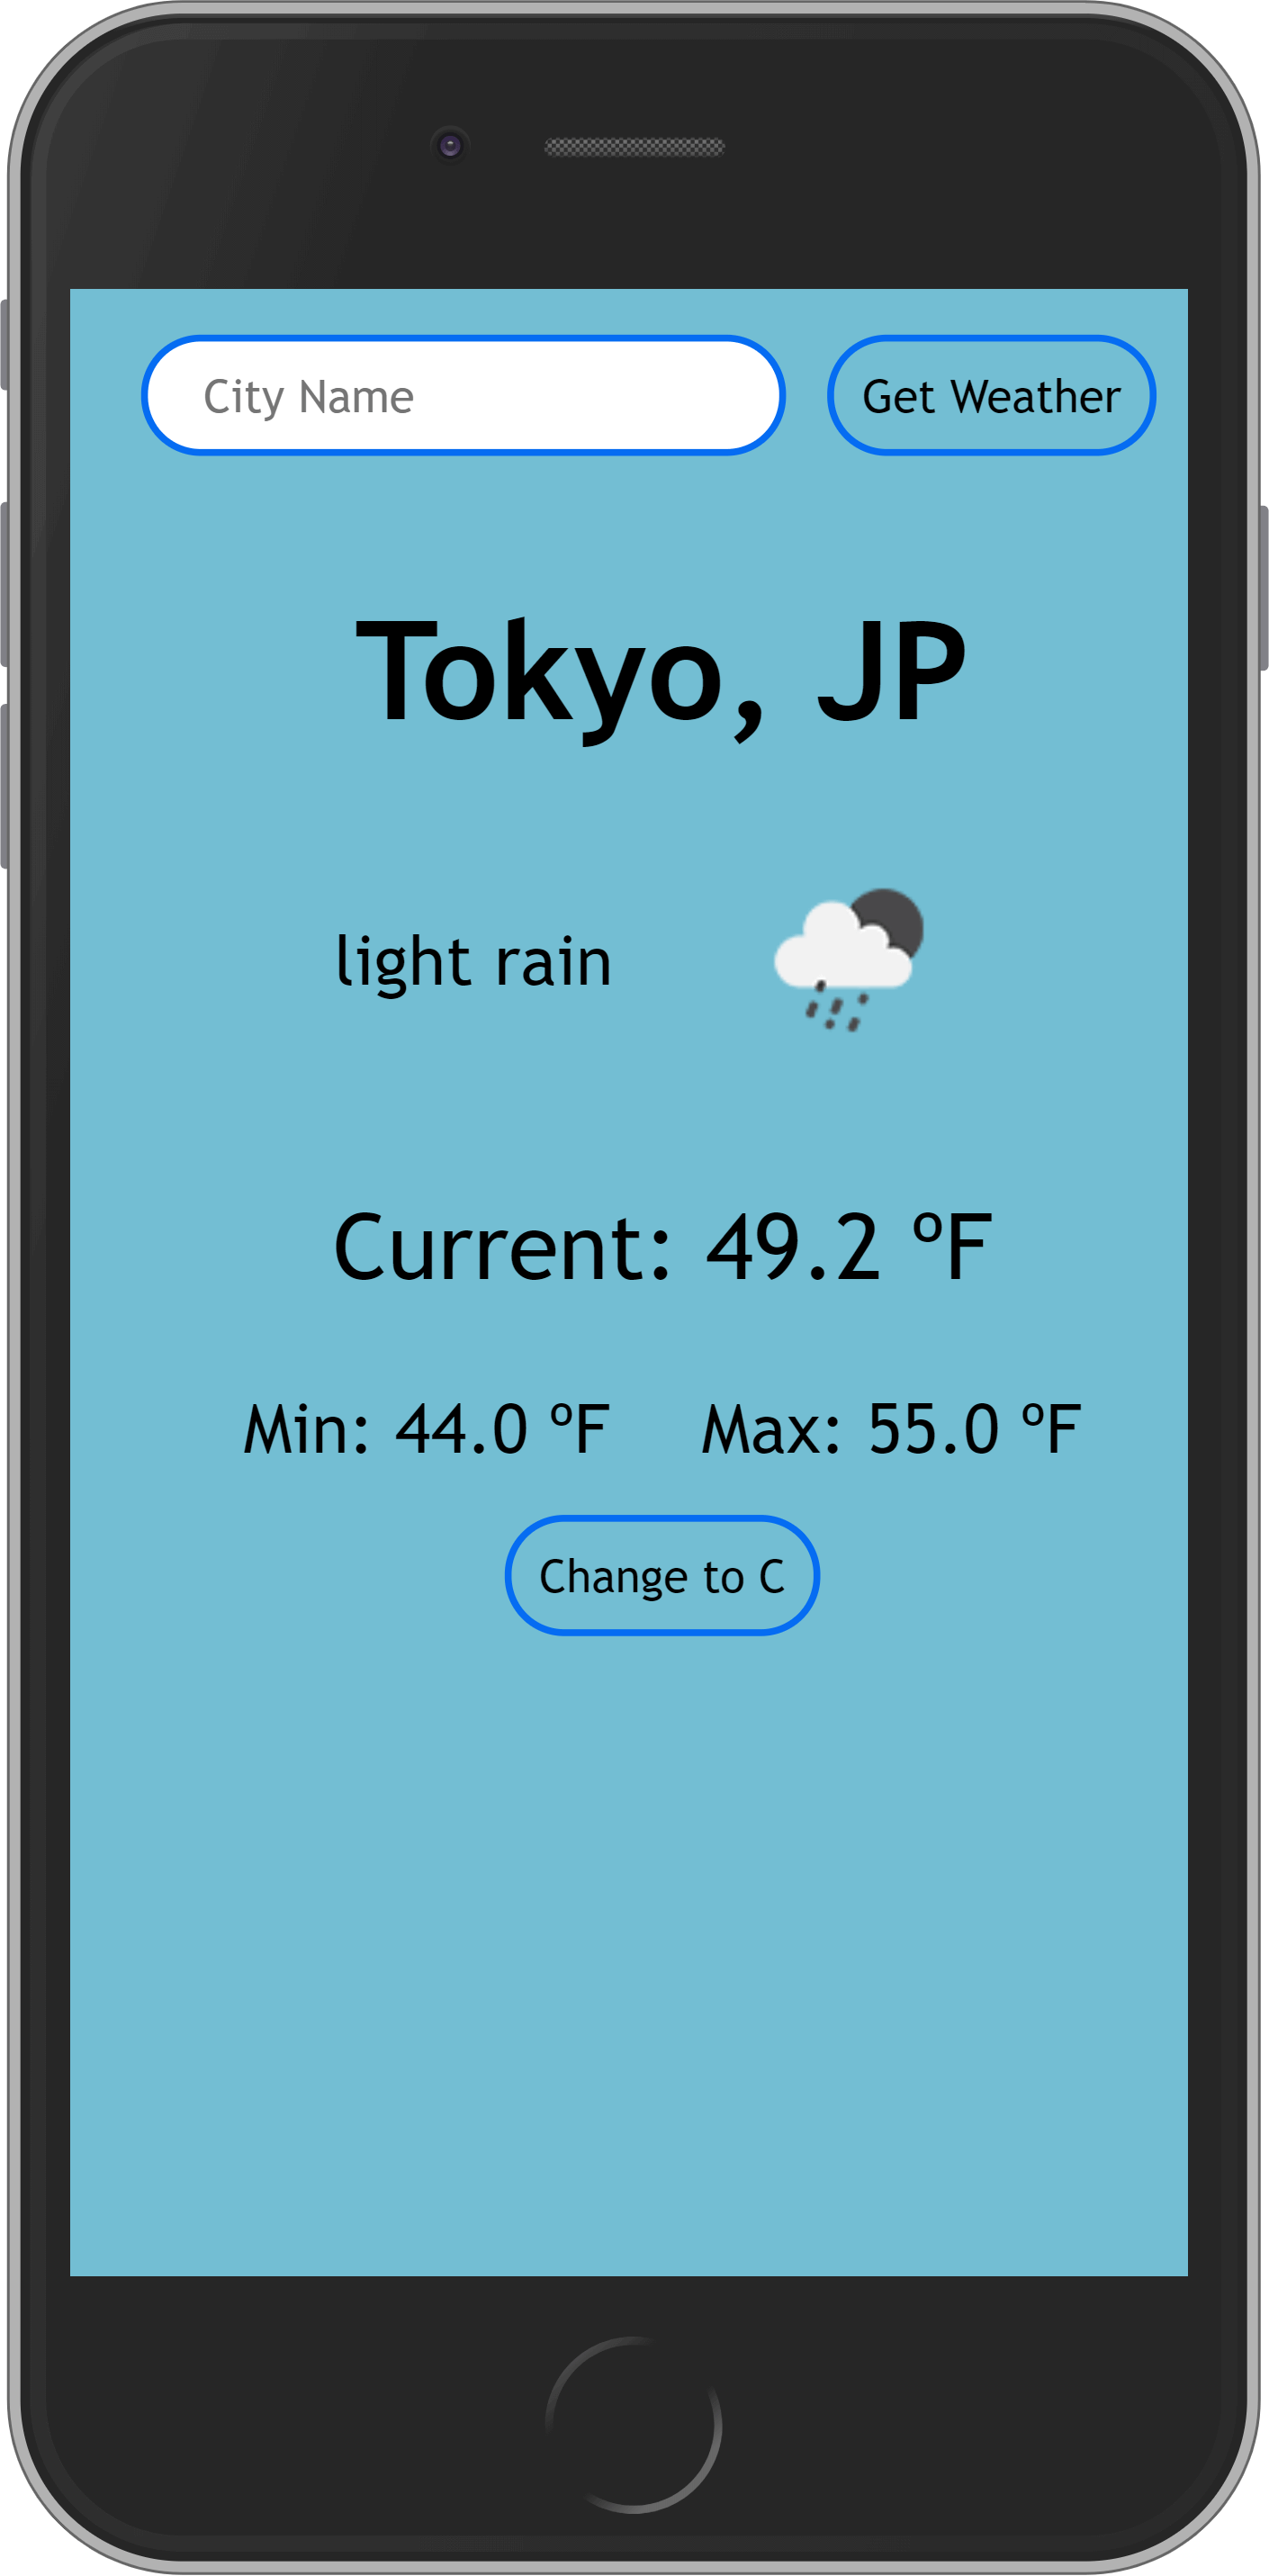 City Name Get Weather
Tokyo, JP
light rain
Current: 49.2 ºF
Min: 44.0 ºF Max: 55.0 ºF
Change to C